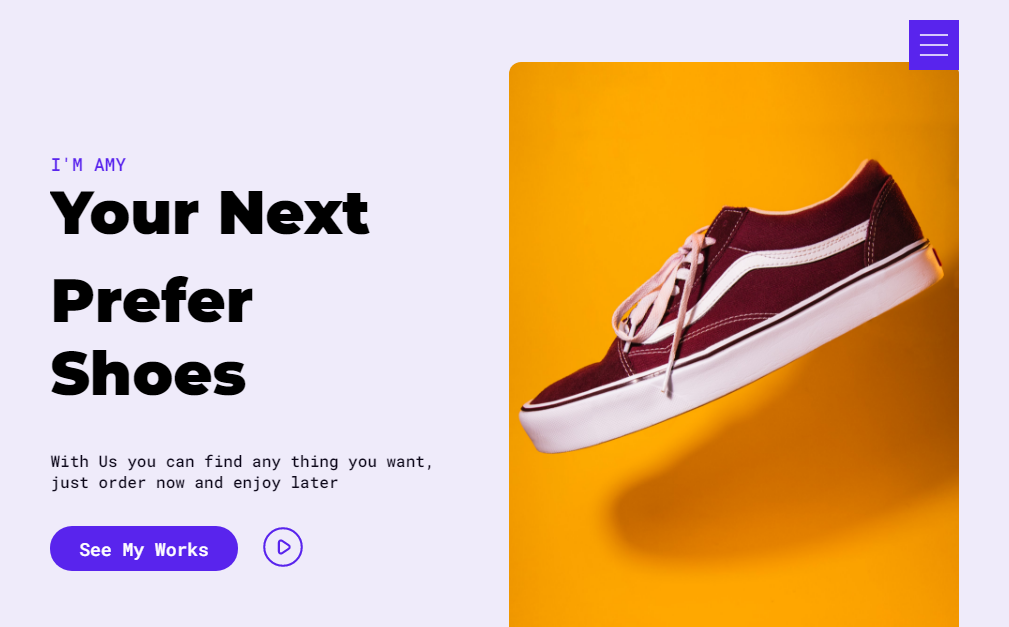 I'M AMY
Your Next
Prefer
Shoes
With Us you can find any thing you want,
just order now and enjoy later
See My Works